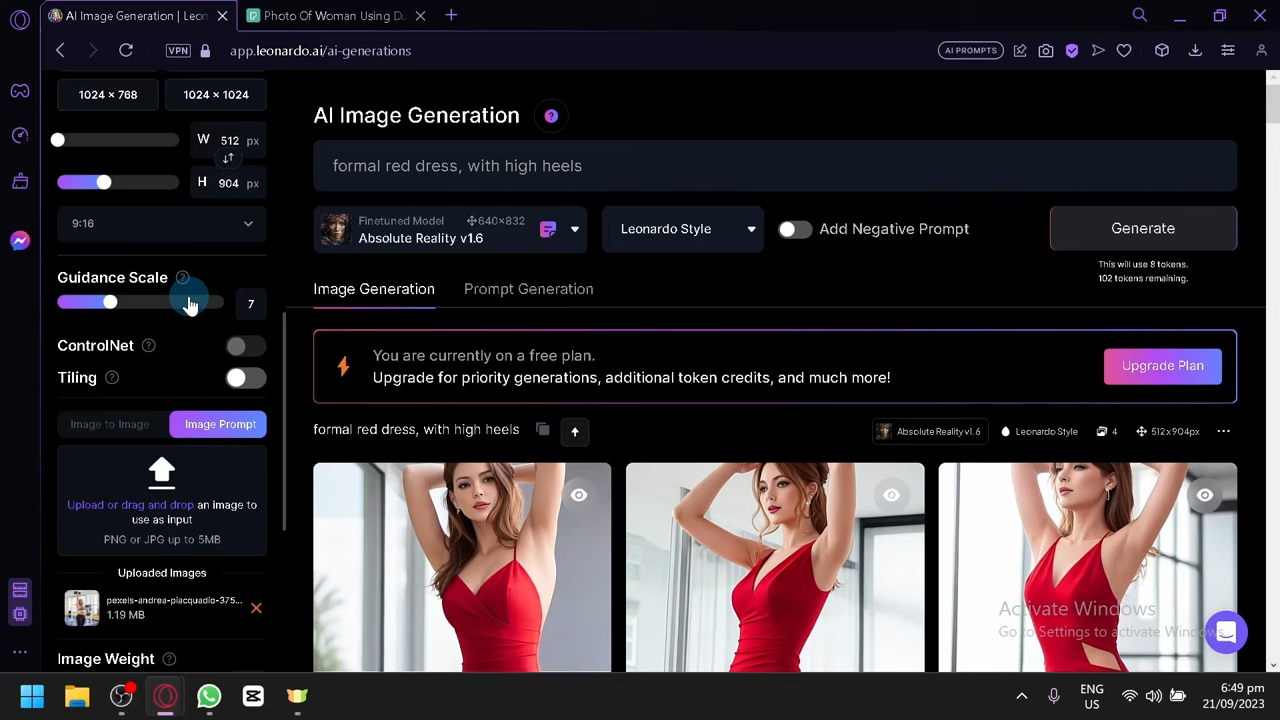 AI Image Generation | Leon
Photo Of Woman Using Du
VPN
app.leonardo.ai/ai-generations
AI PROMPTS
1024 × 768
1024 × 1024
W 512 px
H 904 px
9:16
Guidance Scale
7
ControlNet
Tiling
Image to Image
Image Prompt
Upload or drag and drop an image to
use as input
PNG or JPG up to 5MB
Uploaded Images
pexels-andrea-piacquadio-375...
1.19 MB
Image Weight
AI Image Generation
formal red dress, with high heels
Finetuned Model
640×832
Absolute Reality v1.6
Leonardo Style
Add Negative Prompt
Generate
This will use 8 tokens.
102 tokens remaining.
Image Generation
Prompt Generation
You are currently on a free plan.
Upgrade for priority generations, additional token credits, and much more!
Upgrade Plan
formal red dress, with high heels
Absolute Reality v1.6
Leonardo Style
4
512x904px
Activate Windows
Go to Settings to activate Windows.
ENG
US
6:49 pm
21/09/2023